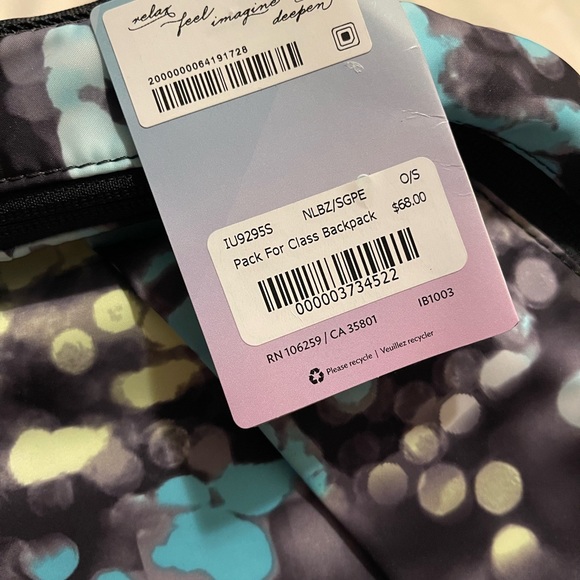 relax
feel imagine
deepen
2000000064191728
IU9295S NLBZ/SGPE O/S
Pack For Class Backpack $68.00
000003734522
RN 106259 / CA 35801 IB1003
Please recycle | Veuillez recycler